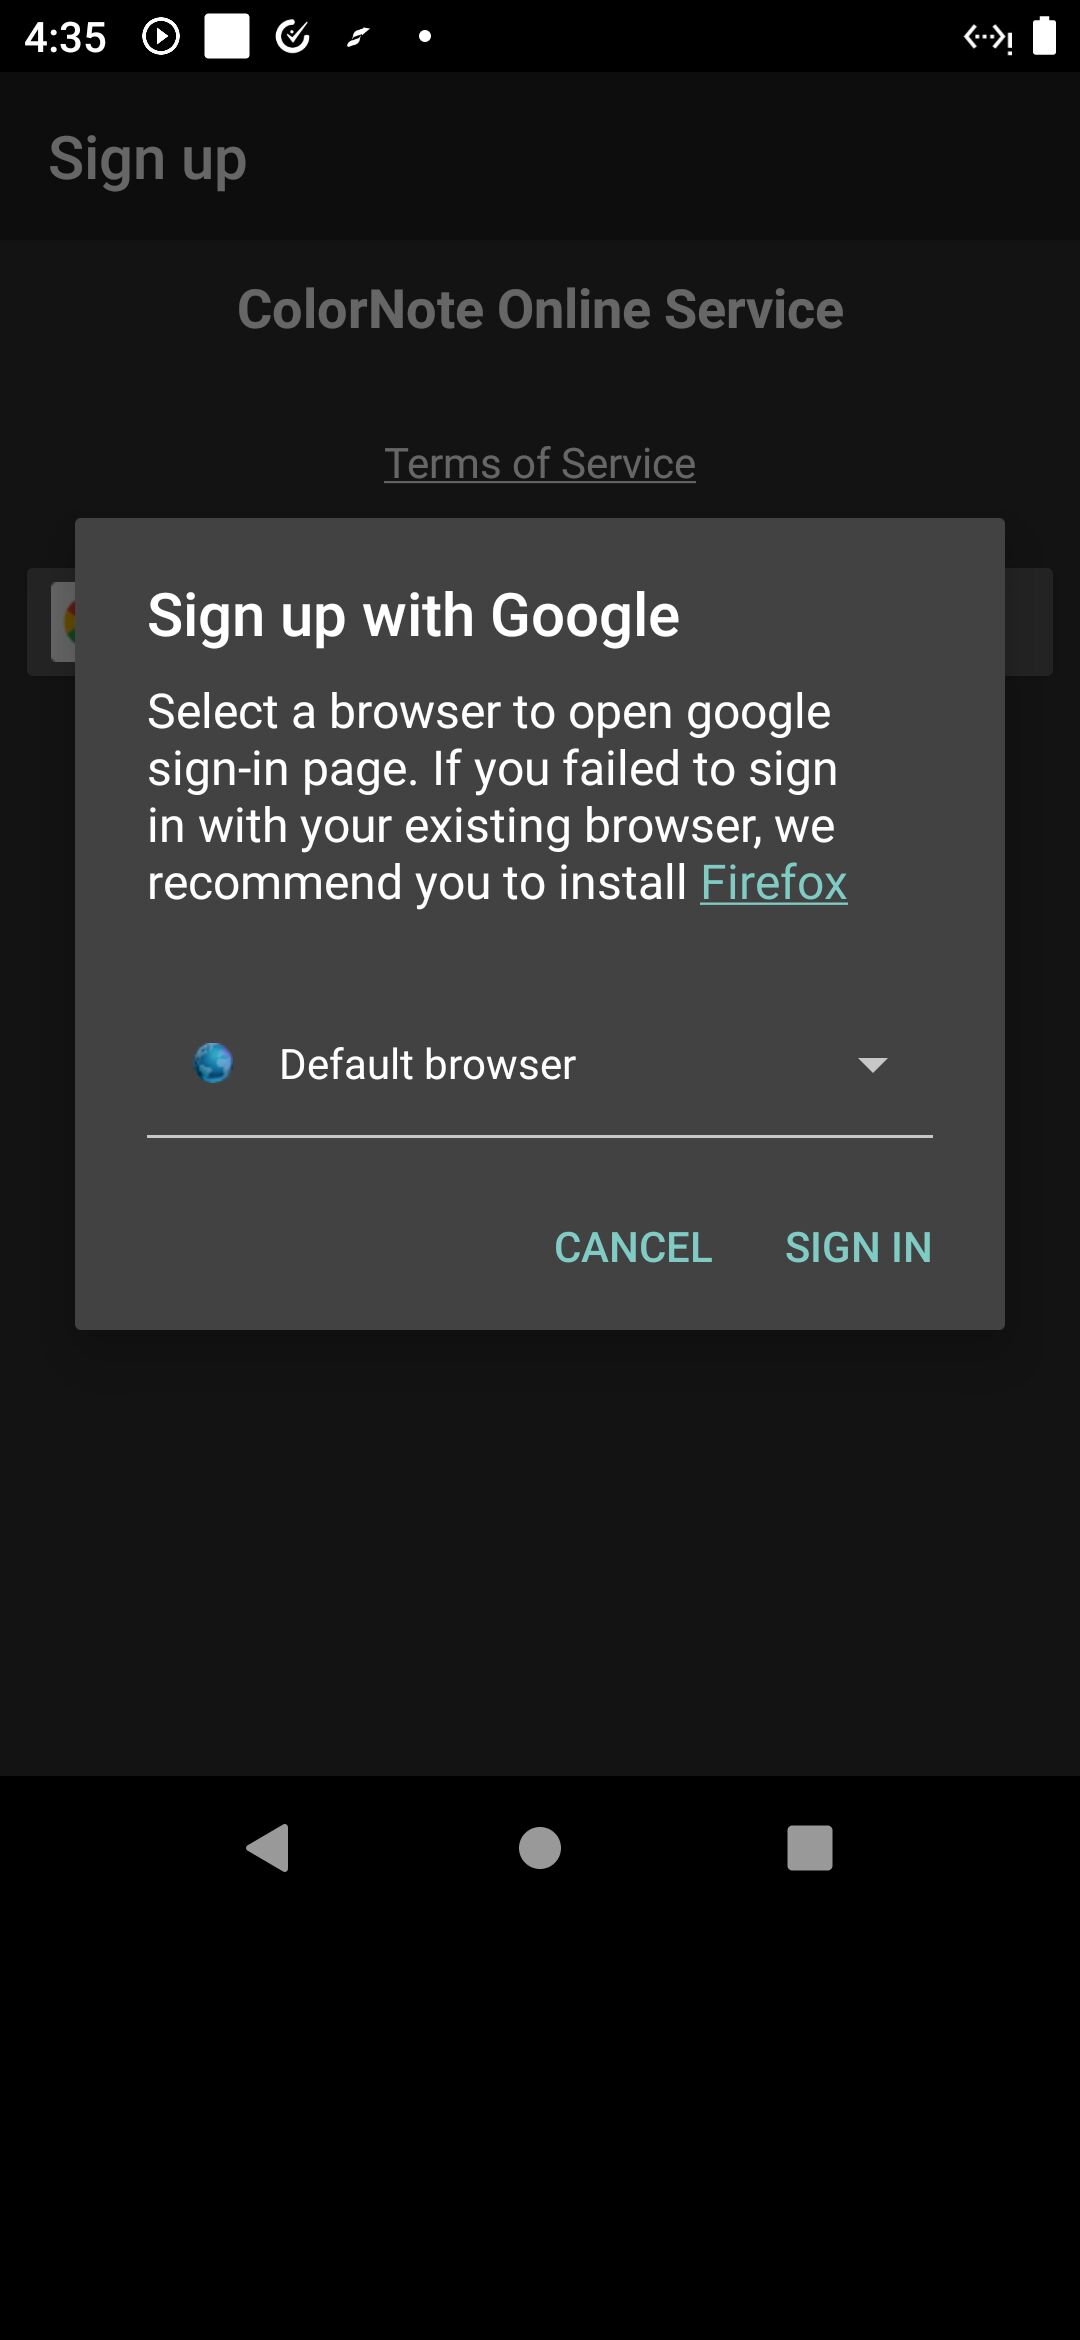 4:35
Sign up
ColorNote Online Service
Terms of Service
Sign up with Google
Select a browser to open google
sign-in page. If you failed to sign
in with your existing browser, we
recommend you to install Firefox
Default browser
CANCEL SIGN IN